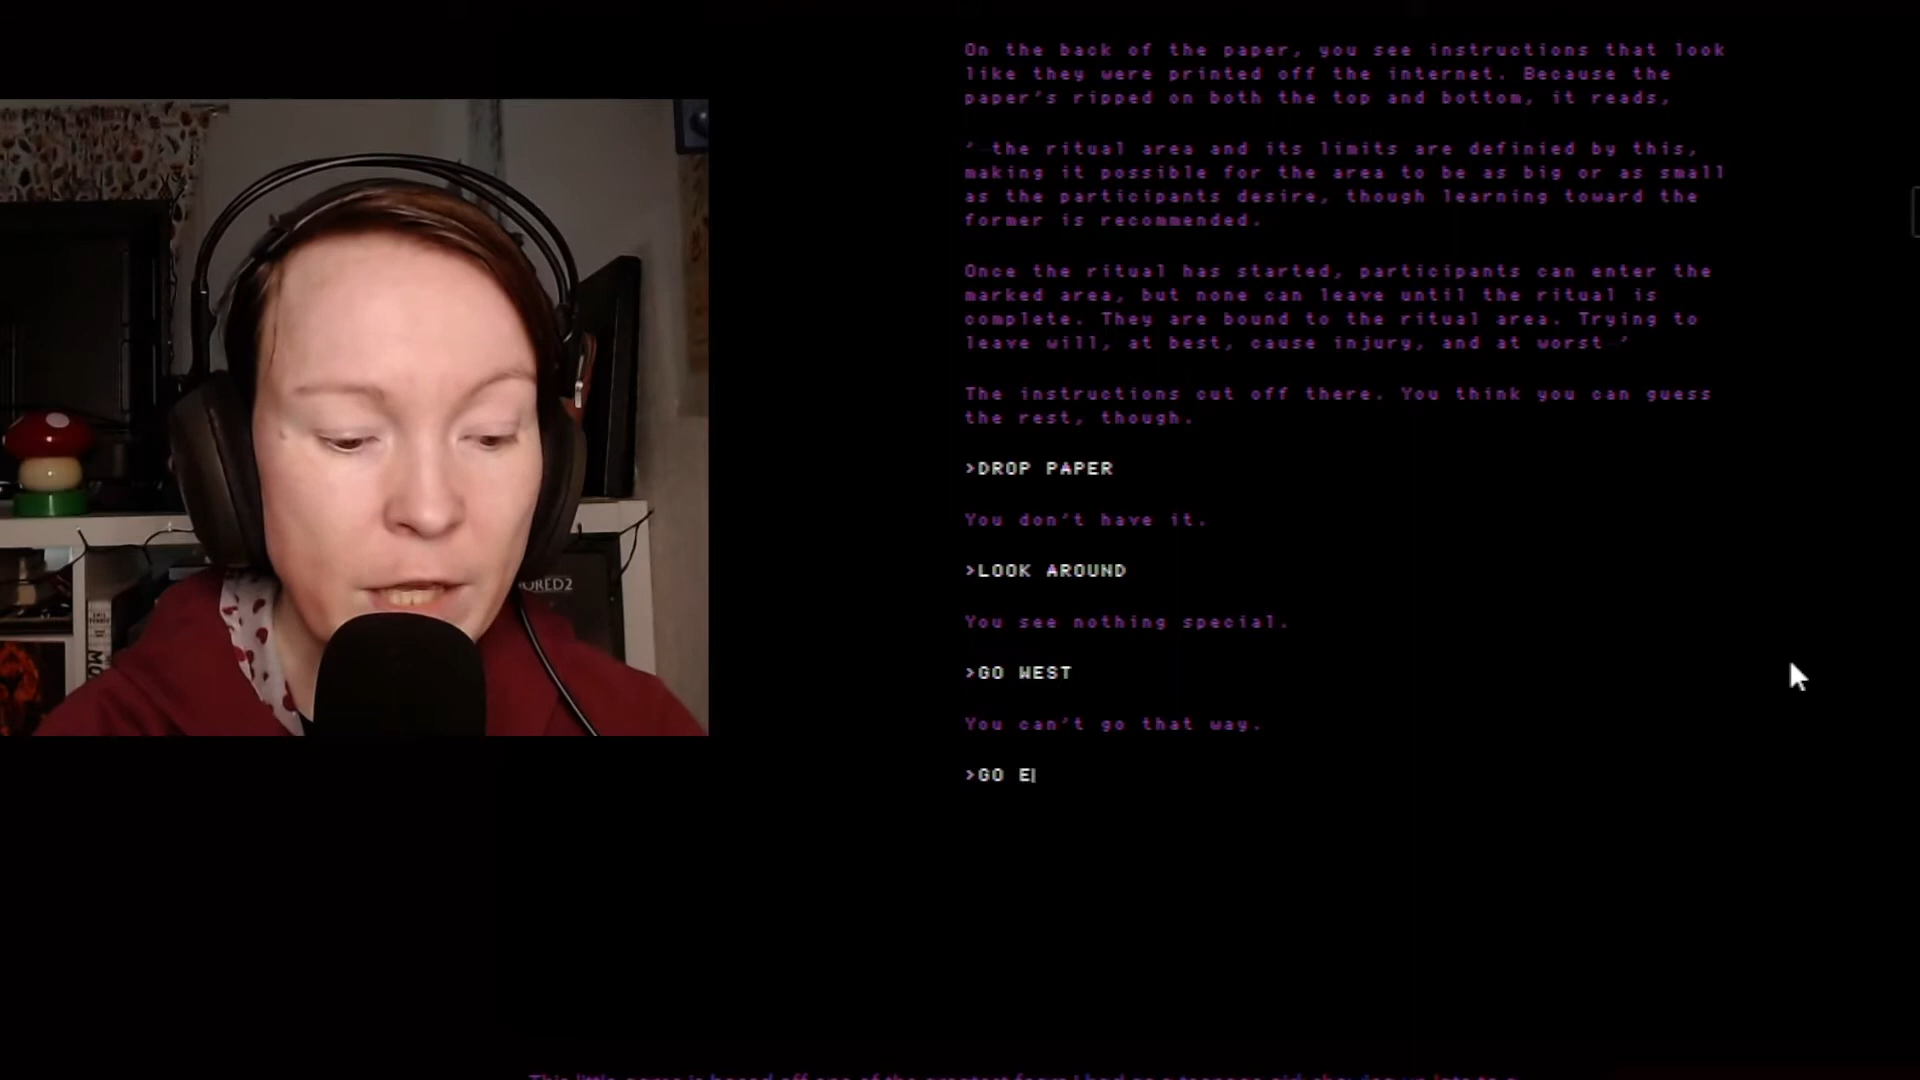 On the back of the paper, you see instructions that look
like they were printed off the internet. Because the
paper's ripped on both the top and bottom, it reads,
' the ritual area and its limits are definied by this,
making it possible for the area to be as big or as small
as the participants desire, though learning toward the
former is recommended.
Once the ritual has started, participants can enter the
marked area, but none can leave until the ritual is
complete. They are bound to the ritual area. Trying to
leave will, at best, cause injury, and at worst '
The instructions cut off there. You think you can guess
the rest, though.
>DROP PAPER
You don't have it.
>LOOK AROUND
You see nothing special.
>GO WEST
You can't go that way.
>GO E
ORED2